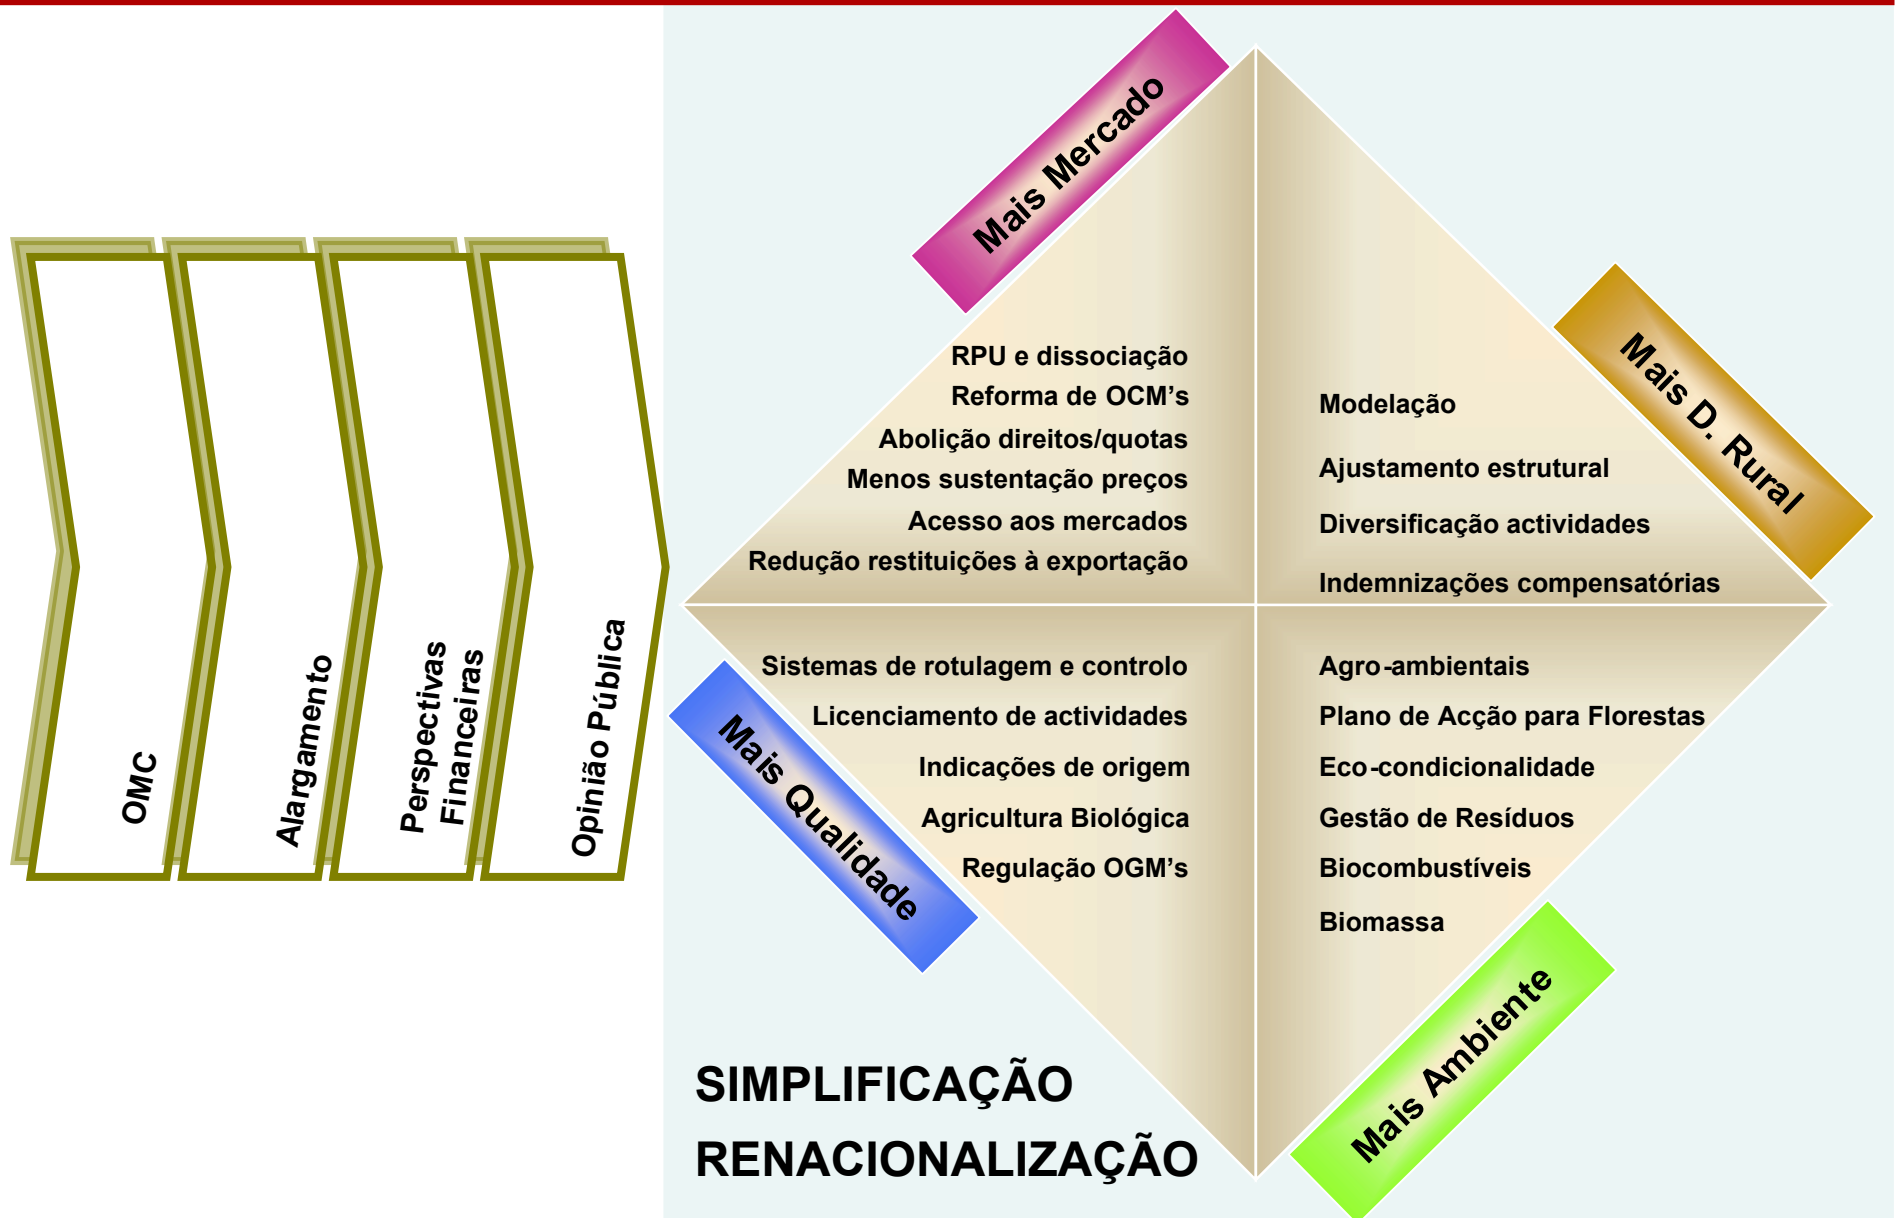 OMC
Alargamento
Perspectivas
Financeiras
Opinião Pública
Mais Mercado
RPU e dissociação
Reforma de OCM’s
Abolição direitos/quotas
Menos sustentação preços
Acesso aos mercados
Redução restituições à exportação
Mais D. Rural
Modelação
Ajustamento estrutural
Diversificação actividades
Indemnizações compensatórias
Mais Qualidade
Sistemas de rotulagem e controlo
Licenciamento de actividades
Indicações de origem
Agricultura Biológica
Regulação OGM’s
Agro-ambientais
Plano de Acção para Florestas
Eco-condicionalidade
Gestão de Resíduos
Biocombustíveis
Biomassa
Mais Ambiente
SIMPLIFICAÇÃO
RENACIONALIZAÇÃO